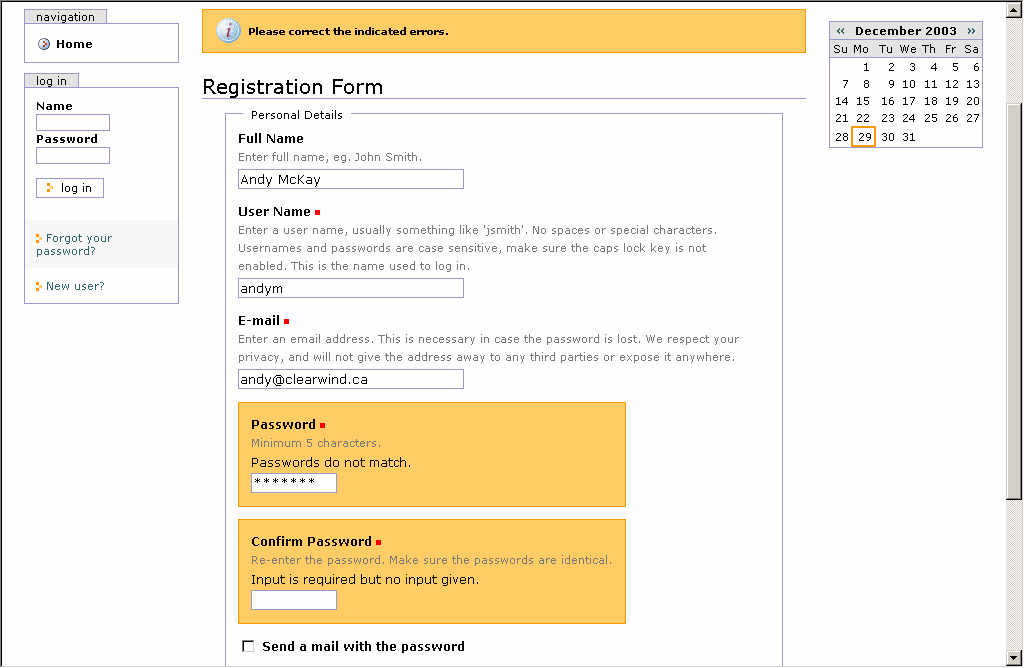 navigation
Home
log in
Name
Password
log in
Forgot your
password?
New user?
i Please correct the indicated errors.
Registration Form
Personal Details
Full Name
Enter full name, eg. John Smith.
Andy McKay
User Name
Enter a user name, usually something like 'jsmith'. No spaces or special characters.
Usernames and passwords are case sensitive, make sure the caps lock key is not
enabled. This is the name used to log in.
andym
E-mail
Enter an email address. This is necessary in case the password is lost. We respect your
privacy, and will not give the address away to any third parties or expose it anywhere.
andy@clearwind.ca
Password
Minimum 5 characters.
Passwords do not match.
*******
Confirm Password
Re-enter the password. Make sure the passwords are identical.
Input is required but no input given.
Send a mail with the password
« December 2003 »
Su Mo Tu We Th Fr Sa
1 2 3 4 5 6
7 8 9 10 11 12 13
14 15 16 17 18 19 20
21 22 23 24 25 26 27
28 29 30 31